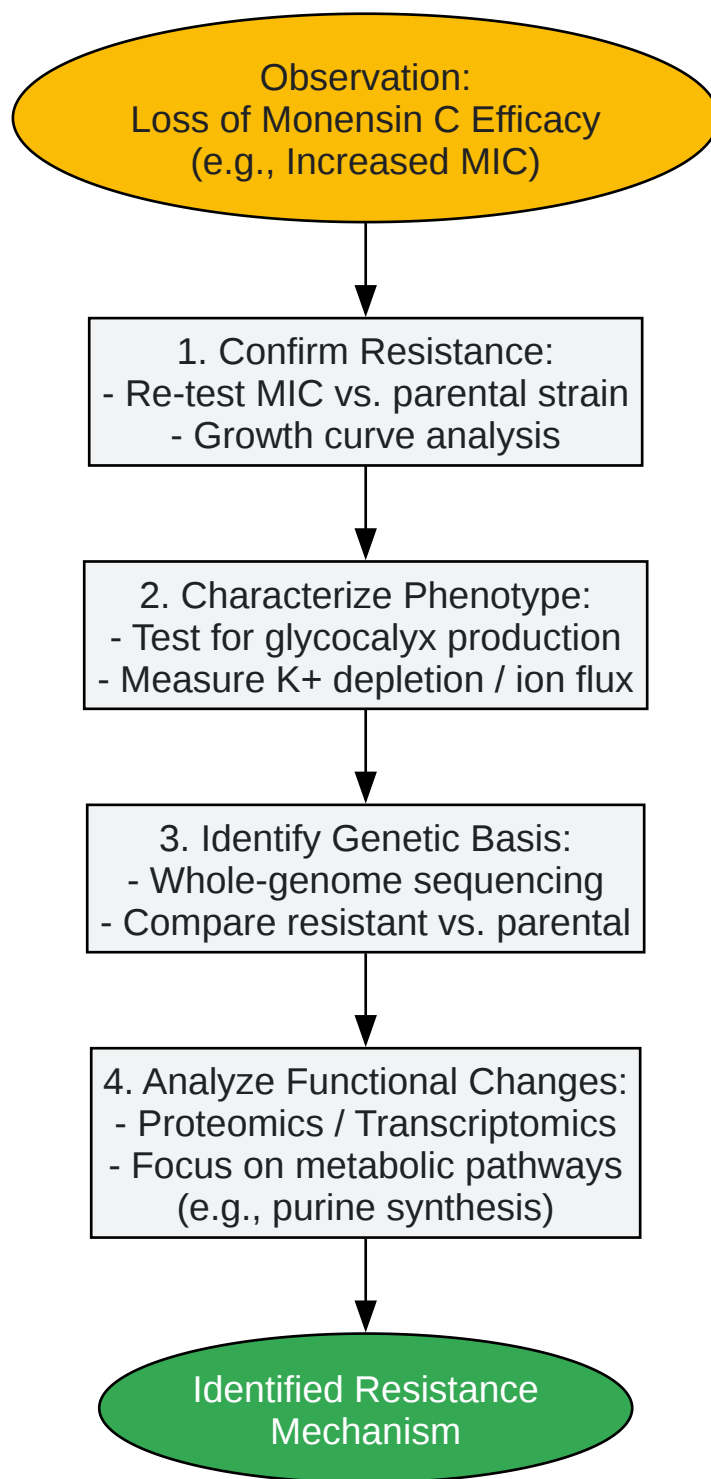 Observation:
Loss of Monensin C Efficacy
(e.g., Increased MIC)
1. Confirm Resistance:
- Re-test MIC vs. parental strain
- Growth curve analysis
2. Characterize Phenotype:
- Test for glycocalyx production
- Measure K+ depletion / ion flux
3. Identify Genetic Basis:
- Whole-genome sequencing
- Compare resistant vs. parental
4. Analyze Functional Changes:
- Proteomics / Transcriptomics
- Focus on metabolic pathways
(e.g., purine synthesis)
Identified Resistance
Mechanism